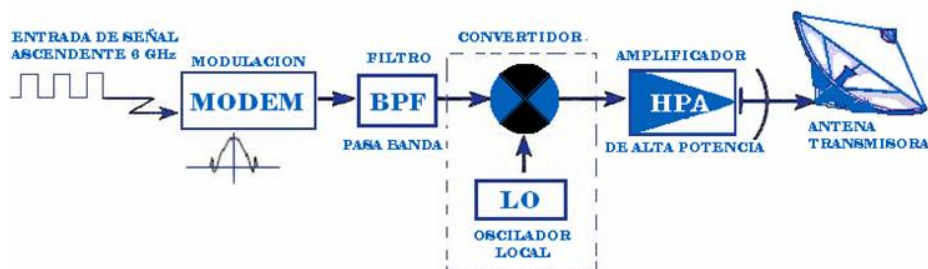 ENTRADA DE SEÑAL
ASCENDENTE 6 GHz
MODULACION
MODEM
FILTRO
BPF
PASA BANDA
CONVERTIDOR
LO
OSCILADOR
LOCAL
AMPLIFICADOR
HPA
DE ALTA POTENCIA
ANTENA
TRANSMISORA